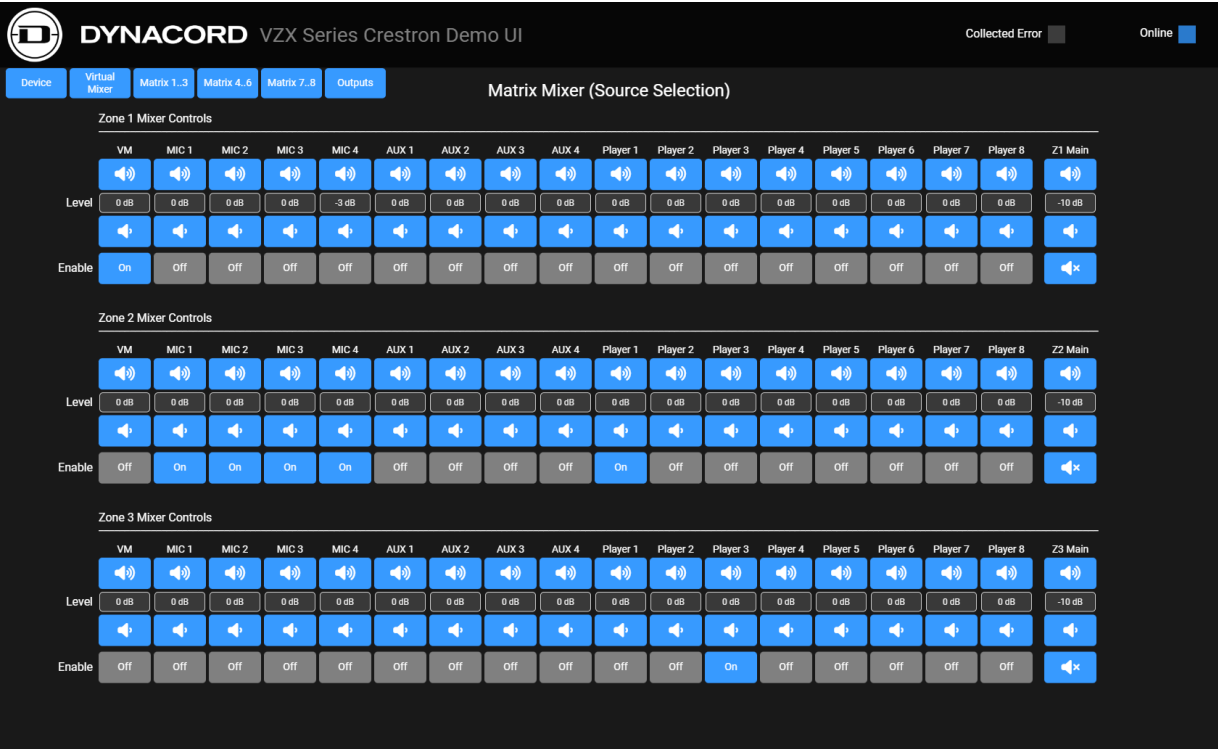 DYNACORD VZX Series Crestron Demo UI
Collected Error
Online
Device
Virtual
Mixer
Matrix 1..3
Matrix 4..6
Matrix 7..8
Outputs
Matrix Mixer (Source Selection)
Zone 1 Mixer Controls
VM MIC 1 MIC 2 MIC 3 MIC 4 AUX 1 AUX 2 AUX 3 AUX 4 Player 1 Player 2 Player 3 Player 4 Player 5 Player 6 Player 7 Player 8 Z1 Main
Level 0 dB 0 dB 0 dB 0 dB -3 dB 0 dB 0 dB 0 dB 0 dB 0 dB 0 dB 0 dB 0 dB 0 dB 0 dB 0 dB 0 dB -10 dB
Enable On Off Off Off Off Off Off Off Off Off Off Off Off Off Off Off Off
Zone 2 Mixer Controls
VM MIC 1 MIC 2 MIC 3 MIC 4 AUX 1 AUX 2 AUX 3 AUX 4 Player 1 Player 2 Player 3 Player 4 Player 5 Player 6 Player 7 Player 8 Z2 Main
Level 0 dB 0 dB 0 dB 0 dB 0 dB 0 dB 0 dB 0 dB 0 dB 0 dB 0 dB 0 dB 0 dB 0 dB 0 dB 0 dB 0 dB -10 dB
Enable Off On On On On Off Off Off Off On Off Off Off Off Off Off Off
Zone 3 Mixer Controls
VM MIC 1 MIC 2 MIC 3 MIC 4 AUX 1 AUX 2 AUX 3 AUX 4 Player 1 Player 2 Player 3 Player 4 Player 5 Player 6 Player 7 Player 8 Z3 Main
Level 0 dB 0 dB 0 dB 0 dB 0 dB 0 dB 0 dB 0 dB 0 dB 0 dB 0 dB 0 dB 0 dB 0 dB 0 dB 0 dB 0 dB -10 dB
Enable Off Off Off Off Off Off Off Off Off Off Off On Off Off Off Off Off